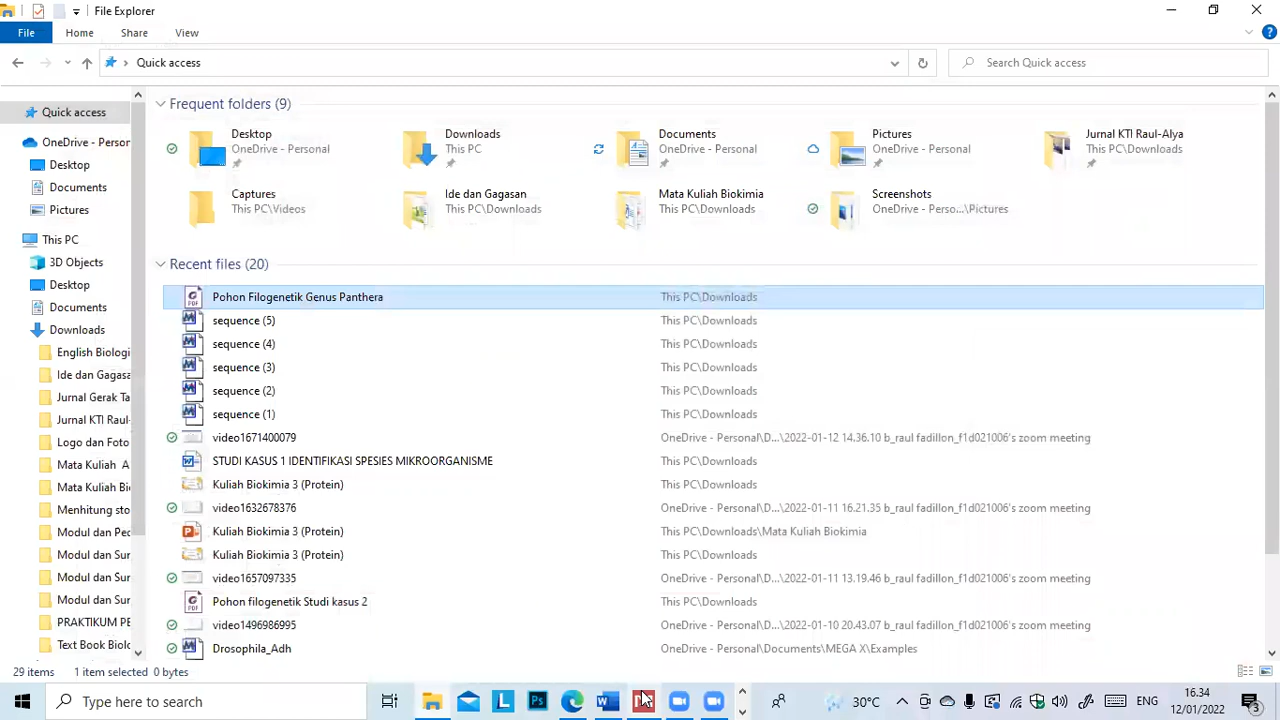 File Explorer
File Home Share View
Quick access
Search Quick access
Quick access
OneDrive - Person
Desktop
Documents
Pictures
This PC
3D Objects
Desktop
Documents
Downloads
English Biologi
Ide dan Gagasa
Jurnal Gerak Ta
Jurnal KTI Raul-
Logo dan Foto
Mata Kuliah A
Mata Kuliah Bi
Menhitung sto
Modul dan Ped
Modul dan Sur
Modul dan Sur
Modul dan Sur
PRAKTIKUM PE
Text Book Biolo
Frequent folders (9)
Desktop
OneDrive - Personal
Downloads
This PC
Documents
OneDrive - Personal
Pictures
OneDrive - Personal
Jurnal KTI Raul-Alya
This PC\Downloads
Captures
This PC\Videos
Ide dan Gagasan
This PC\Downloads
Mata Kuliah Biokimia
This PC\Downloads
Screenshots
OneDrive - Perso...\Pictures
Recent files (20)
Pohon Filogenetik Genus Panthera This PC\Downloads
sequence (5) This PC\Downloads
sequence (4) This PC\Downloads
sequence (3) This PC\Downloads
sequence (2) This PC\Downloads
sequence (1) This PC\Downloads
video1671400079 OneDrive - Personal\D...\2022-01-12 14.36.10 b_raul fadillon_f1d021006's zoom meeting
STUDI KASUS 1 IDENTIFIKASI SPESIES MIKROORGANISME This PC\Downloads
Kuliah Biokimia 3 (Protein) This PC\Downloads
video1632678376 OneDrive - Personal\D...\2022-01-11 16.21.35 b_raul fadillon_f1d021006's zoom meeting
Kuliah Biokimia 3 (Protein) This PC\Downloads\Mata Kuliah Biokimia
Kuliah Biokimia 3 (Protein) This PC\Downloads
video1657097335 OneDrive - Personal\D...\2022-01-11 13.19.46 b_raul fadillon_f1d021006's zoom meeting
Pohon filogenetik Studi kasus 2 This PC\Downloads
video1496986995 OneDrive - Personal\D...\2022-01-10 20.43.07 b_raul fadillon_f1d021006's zoom meeting
Drosophila_Adh OneDrive - Personal\Documents\MEGA X\Examples
29 items 1 item selected 0 bytes
Type here to search
30°C
ENG
16.34
12/01/2022
3